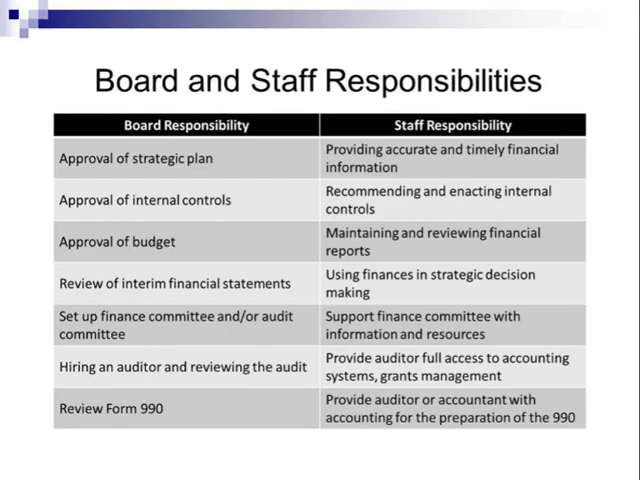 Board and Staff Responsibilities
Board Responsibility
Staff Responsibility
Approval of strategic plan
Providing accurate and timely financial
information
Approval of internal controls
Recommending and enacting internal
controls
Approval of budget
Maintaining and reviewing financial
reports
Review of interim financial statements
Using finances in strategic decision
making
Set up finance committee and/or audit
committee
Support finance committee with
information and resources
Hiring an auditor and reviewing the audit
Provide auditor full access to accounting
systems, grants management
Review Form 990
Provide auditor or accountant with
accounting for the preparation of the 990